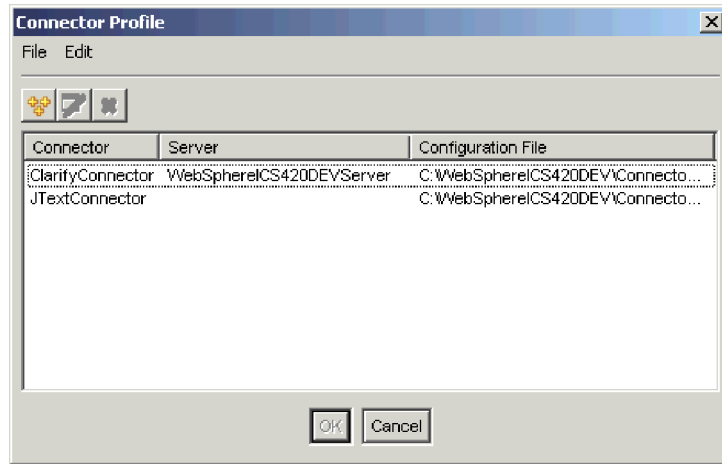 Connector Profile
File Edit
Connector Server Configuration File
ClarifyConnector WebSphereICS420DEVServer C:\WebSphereICS420DEV\Connecto...
JTextConnector C:\WebSphereICS420DEV\Connecto...
OK Cancel